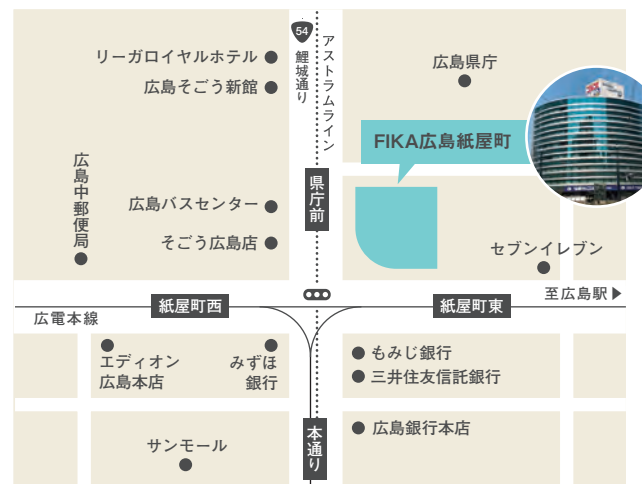 54
鯉城通り
アストラムライン
リーガロイヤルホテル
広島そごう新館
広島県庁
FIKA広島紙屋町
広島中郵便局
県庁前
広島バスセンター
そごう広島店
セブンイレブン
至広島駅▶
紙屋町西
紙屋町東
広電本線
エディオン
広島本店
みずほ
銀行
もみじ銀行
三井住友信託銀行
本通り
広島銀行本店
サンモール